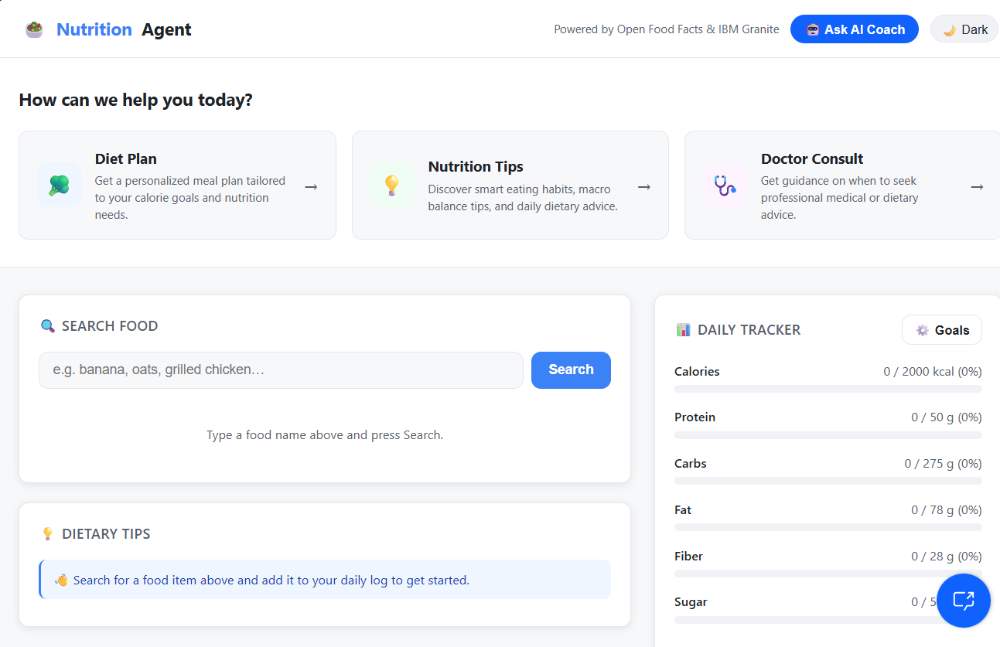 Nutrition Agent
Powered by Open Food Facts & IBM Granite
Ask AI Coach
Dark
How can we help you today?
Diet Plan
Get a personalized meal plan tailored
to your calorie goals and nutrition
needs.
→
Nutrition Tips
Discover smart eating habits, macro
balance tips, and daily dietary advice.
→
Doctor Consult
Get guidance on when to seek
professional medical or dietary
advice.
→
SEARCH FOOD
e.g. banana, oats, grilled chicken…
Search
Type a food name above and press Search.
DIETARY TIPS
Search for a food item above and add it to your daily log to get started.
DAILY TRACKER
Goals
Calories 0 / 2000 kcal (0%)
Protein 0 / 50 g (0%)
Carbs 0 / 275 g (0%)
Fat 0 / 78 g (0%)
Fiber 0 / 28 g (0%)
Sugar 0 / 5